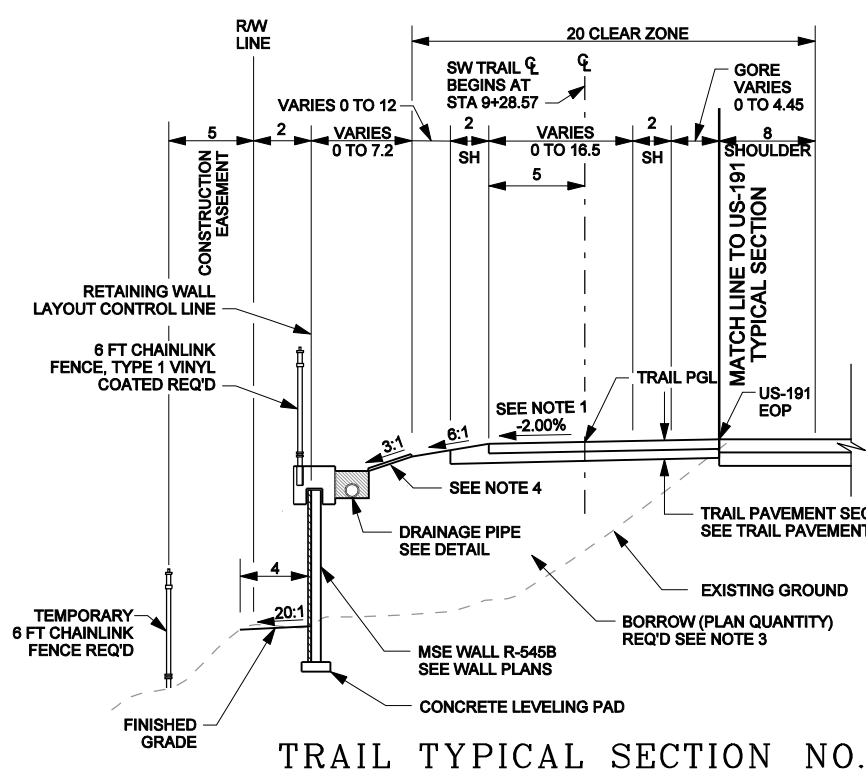 R/W
LINE
20 CLEAR ZONE
SW TRAIL ℄
BEGINS AT
STA 9+28.57
℄
GORE
VARIES
0 TO 4.45
VARIES 0 TO 12
5
2
VARIES
0 TO 7.2
2
SH
VARIES
0 TO 16.5
2
SH
8
SHOULDER
5
CONSTRUCTION
EASEMENT
MATCH LINE TO US-191
TYPICAL SECTION
RETAINING WALL
LAYOUT CONTROL LINE
6 FT CHAINLINK
FENCE, TYPE 1 VINYL
COATED REQ'D
TRAIL PGL
US-191
EOP
SEE NOTE 1
-2.00%
6:1
3:1
SEE NOTE 4
DRAINAGE PIPE
SEE DETAIL
TRAIL PAVEMENT SEC
SEE TRAIL PAVEMENT
4
20:1
EXISTING GROUND
TEMPORARY
6 FT CHAINLINK
FENCE REQ'D
BORROW (PLAN QUANTITY)
REQ'D SEE NOTE 3
MSE WALL R-545B
SEE WALL PLANS
CONCRETE LEVELING PAD
FINISHED
GRADE
TRAIL TYPICAL SECTION NO.